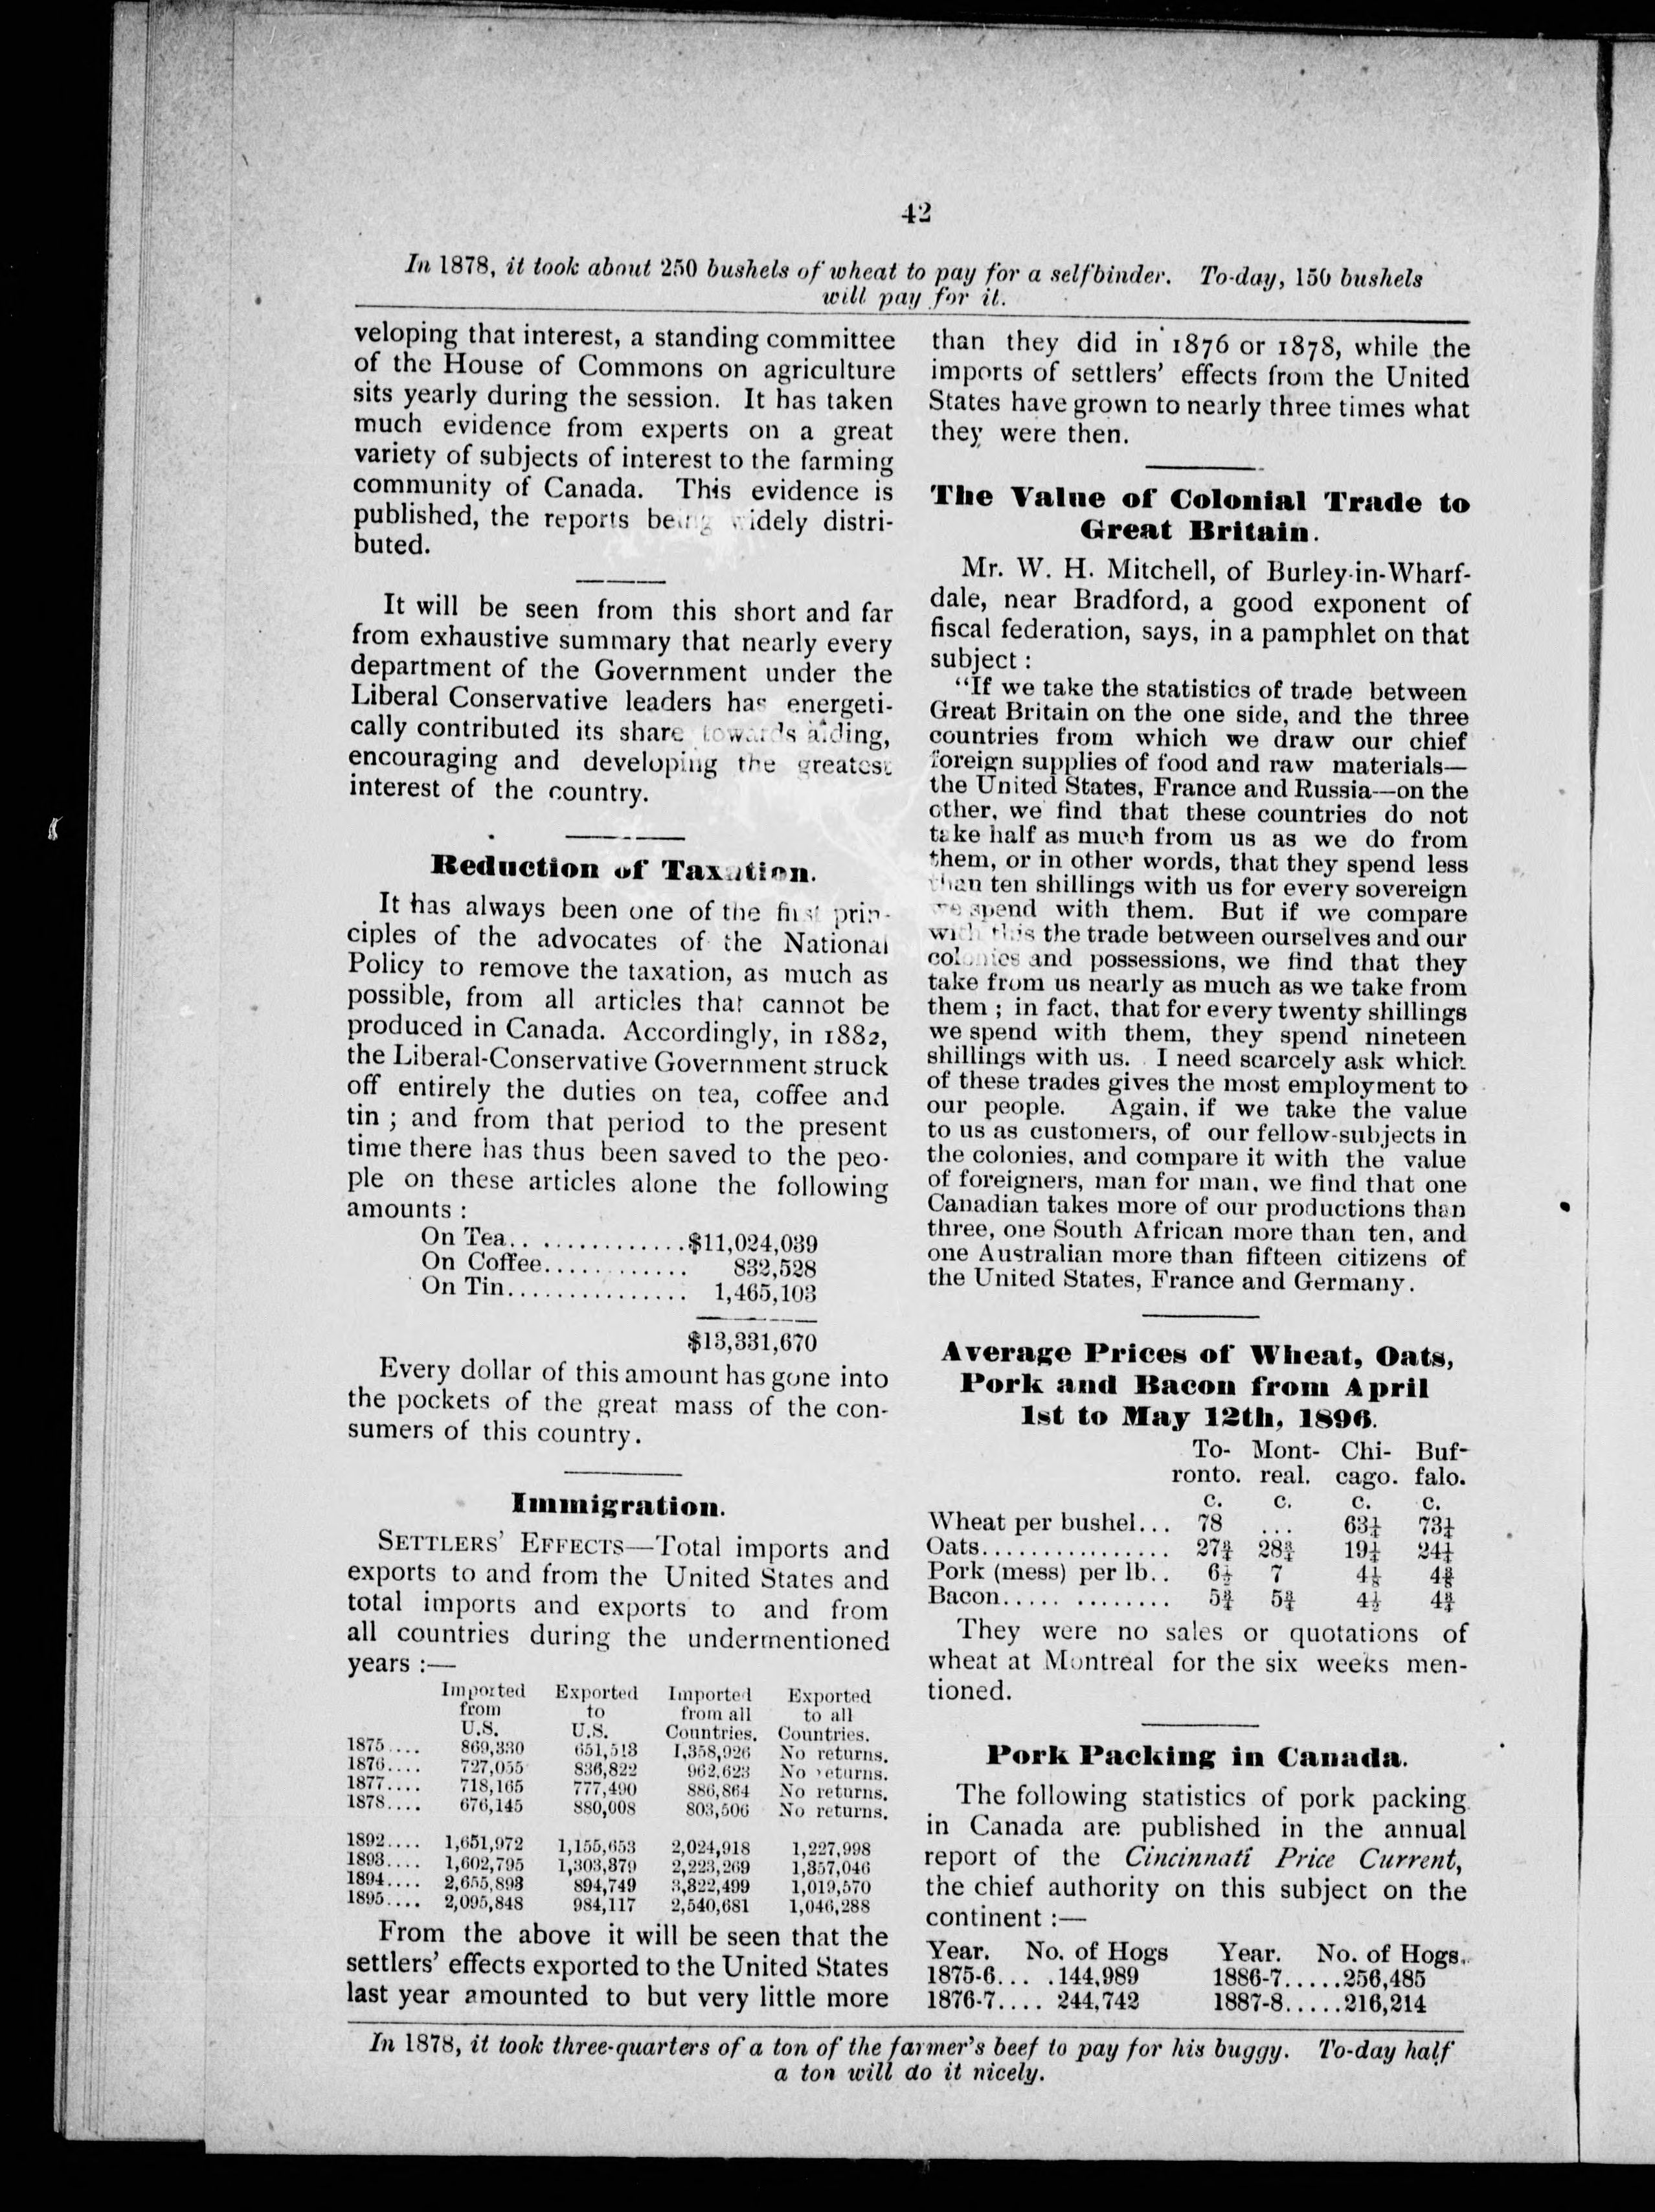 42
In 1878, it took about 250 bushels of wheat to pay for a selfbinder. To-day, 150 bushels
will pay for it.
veloping that interest, a standing committee
of the House of Commons on agriculture
sits yearly during the session. It has taken
much evidence from experts on a great
variety of subjects of interest to the farming
community of Canada. This evidence is
published, the reports being widely distri-
buted.
It will be seen from this short and far
from exhaustive summary that nearly every
department of the Government under the
Liberal Conservative leaders has energeti-
cally contributed its share towards aiding,
encouraging and developing the greatest
interest of the country.
Reduction of Taxation.
It has always been one of the first prin-
ciples of the advocates of the National
Policy to remove the taxation, as much as
possible, from all articles that cannot be
produced in Canada. Accordingly, in 1882,
the Liberal-Conservative Government struck
off entirely the duties on tea, coffee and
tin ; and from that period to the present
time there has thus been saved to the peo-
ple on these articles alone the following
amounts :
On Tea.. .............$11,024,039
On Coffee............ 832,528
On Tin............... 1,465,103
$13,331,670
Every dollar of this amount has gone into
the pockets of the great mass of the con-
sumers of this country.
Immigration.
SETTLERS' EFFECTS—Total imports and
exports to and from the United States and
total imports and exports to and from
all countries during the undermentioned
years :—
Imported Exported Imported Exported
from to from all to all
U.S. U.S. Countries. Countries.
1875.... 869,330 651,513 1,358,926 No returns.
1876.... 727,055 836,822 962,623 No returns.
1877.... 718,165 777,490 886,864 No returns.
1878.... 676,145 880,008 803,506 No returns.
1892.... 1,651,972 1,155,653 2,024,918 1,227,998
1893.... 1,602,795 1,303,879 2,223,269 1,357,046
1894.... 2,655,893 894,749 3,322,499 1,019,570
1895.... 2,095,848 984,117 2,540,681 1,046,288
From the above it will be seen that the
settlers' effects exported to the United States
last year amounted to but very little more
than they did in 1876 or 1878, while the
imports of settlers' effects from the United
States have grown to nearly three times what
they were then.
The Value of Colonial Trade to
Great Britain.
Mr. W. H. Mitchell, of Burley-in-Wharf-
dale, near Bradford, a good exponent of
fiscal federation, says, in a pamphlet on that
subject :
"If we take the statistics of trade between
Great Britain on the one side, and the three
countries from which we draw our chief
foreign supplies of food and raw materials—
the United States, France and Russia—on the
other, we find that these countries do not
take half as much from us as we do from
them, or in other words, that they spend less
than ten shillings with us for every sovereign
we spend with them. But if we compare
with this the trade between ourselves and our
colonies and possessions, we find that they
take from us nearly as much as we take from
them ; in fact, that for every twenty shillings
we spend with them, they spend nineteen
shillings with us. I need scarcely ask which
of these trades gives the most employment to
our people. Again, if we take the value
to us as customers, of our fellow-subjects in
the colonies, and compare it with the value
of foreigners, man for man, we find that one
Canadian takes more of our productions than
three, one South African more than ten, and
one Australian more than fifteen citizens of
the United States, France and Germany.
Average Prices of Wheat, Oats,
Pork and Bacon from April
1st to May 12th, 1896.
To- Mont- Chi- Buf-
ronto. real. cago. falo.
c. c. c. c.
Wheat per bushel... 78 ... 63¼ 73¼
Oats................ 27¾ 28¾ 19¼ 24¼
Pork (mess) per lb.. 6½ 7 4⅛ 4⅜
Bacon..... ........ 5¾ 5¾ 4½ 4¾
They were no sales or quotations of
wheat at Montreal for the six weeks men-
tioned.
Pork Packing in Canada.
The following statistics of pork packing
in Canada are published in the annual
report of the Cincinnati Price Current,
the chief authority on this subject on the
continent :—
Year. No. of Hogs Year. No. of Hogs.
1875-6... .144,989 1886-7.....256,485
1876-7.... 244,742 1887-8.....216,214
In 1878, it took three-quarters of a ton of the farmer's beef to pay for his buggy. To-day half
a ton will do it nicely.